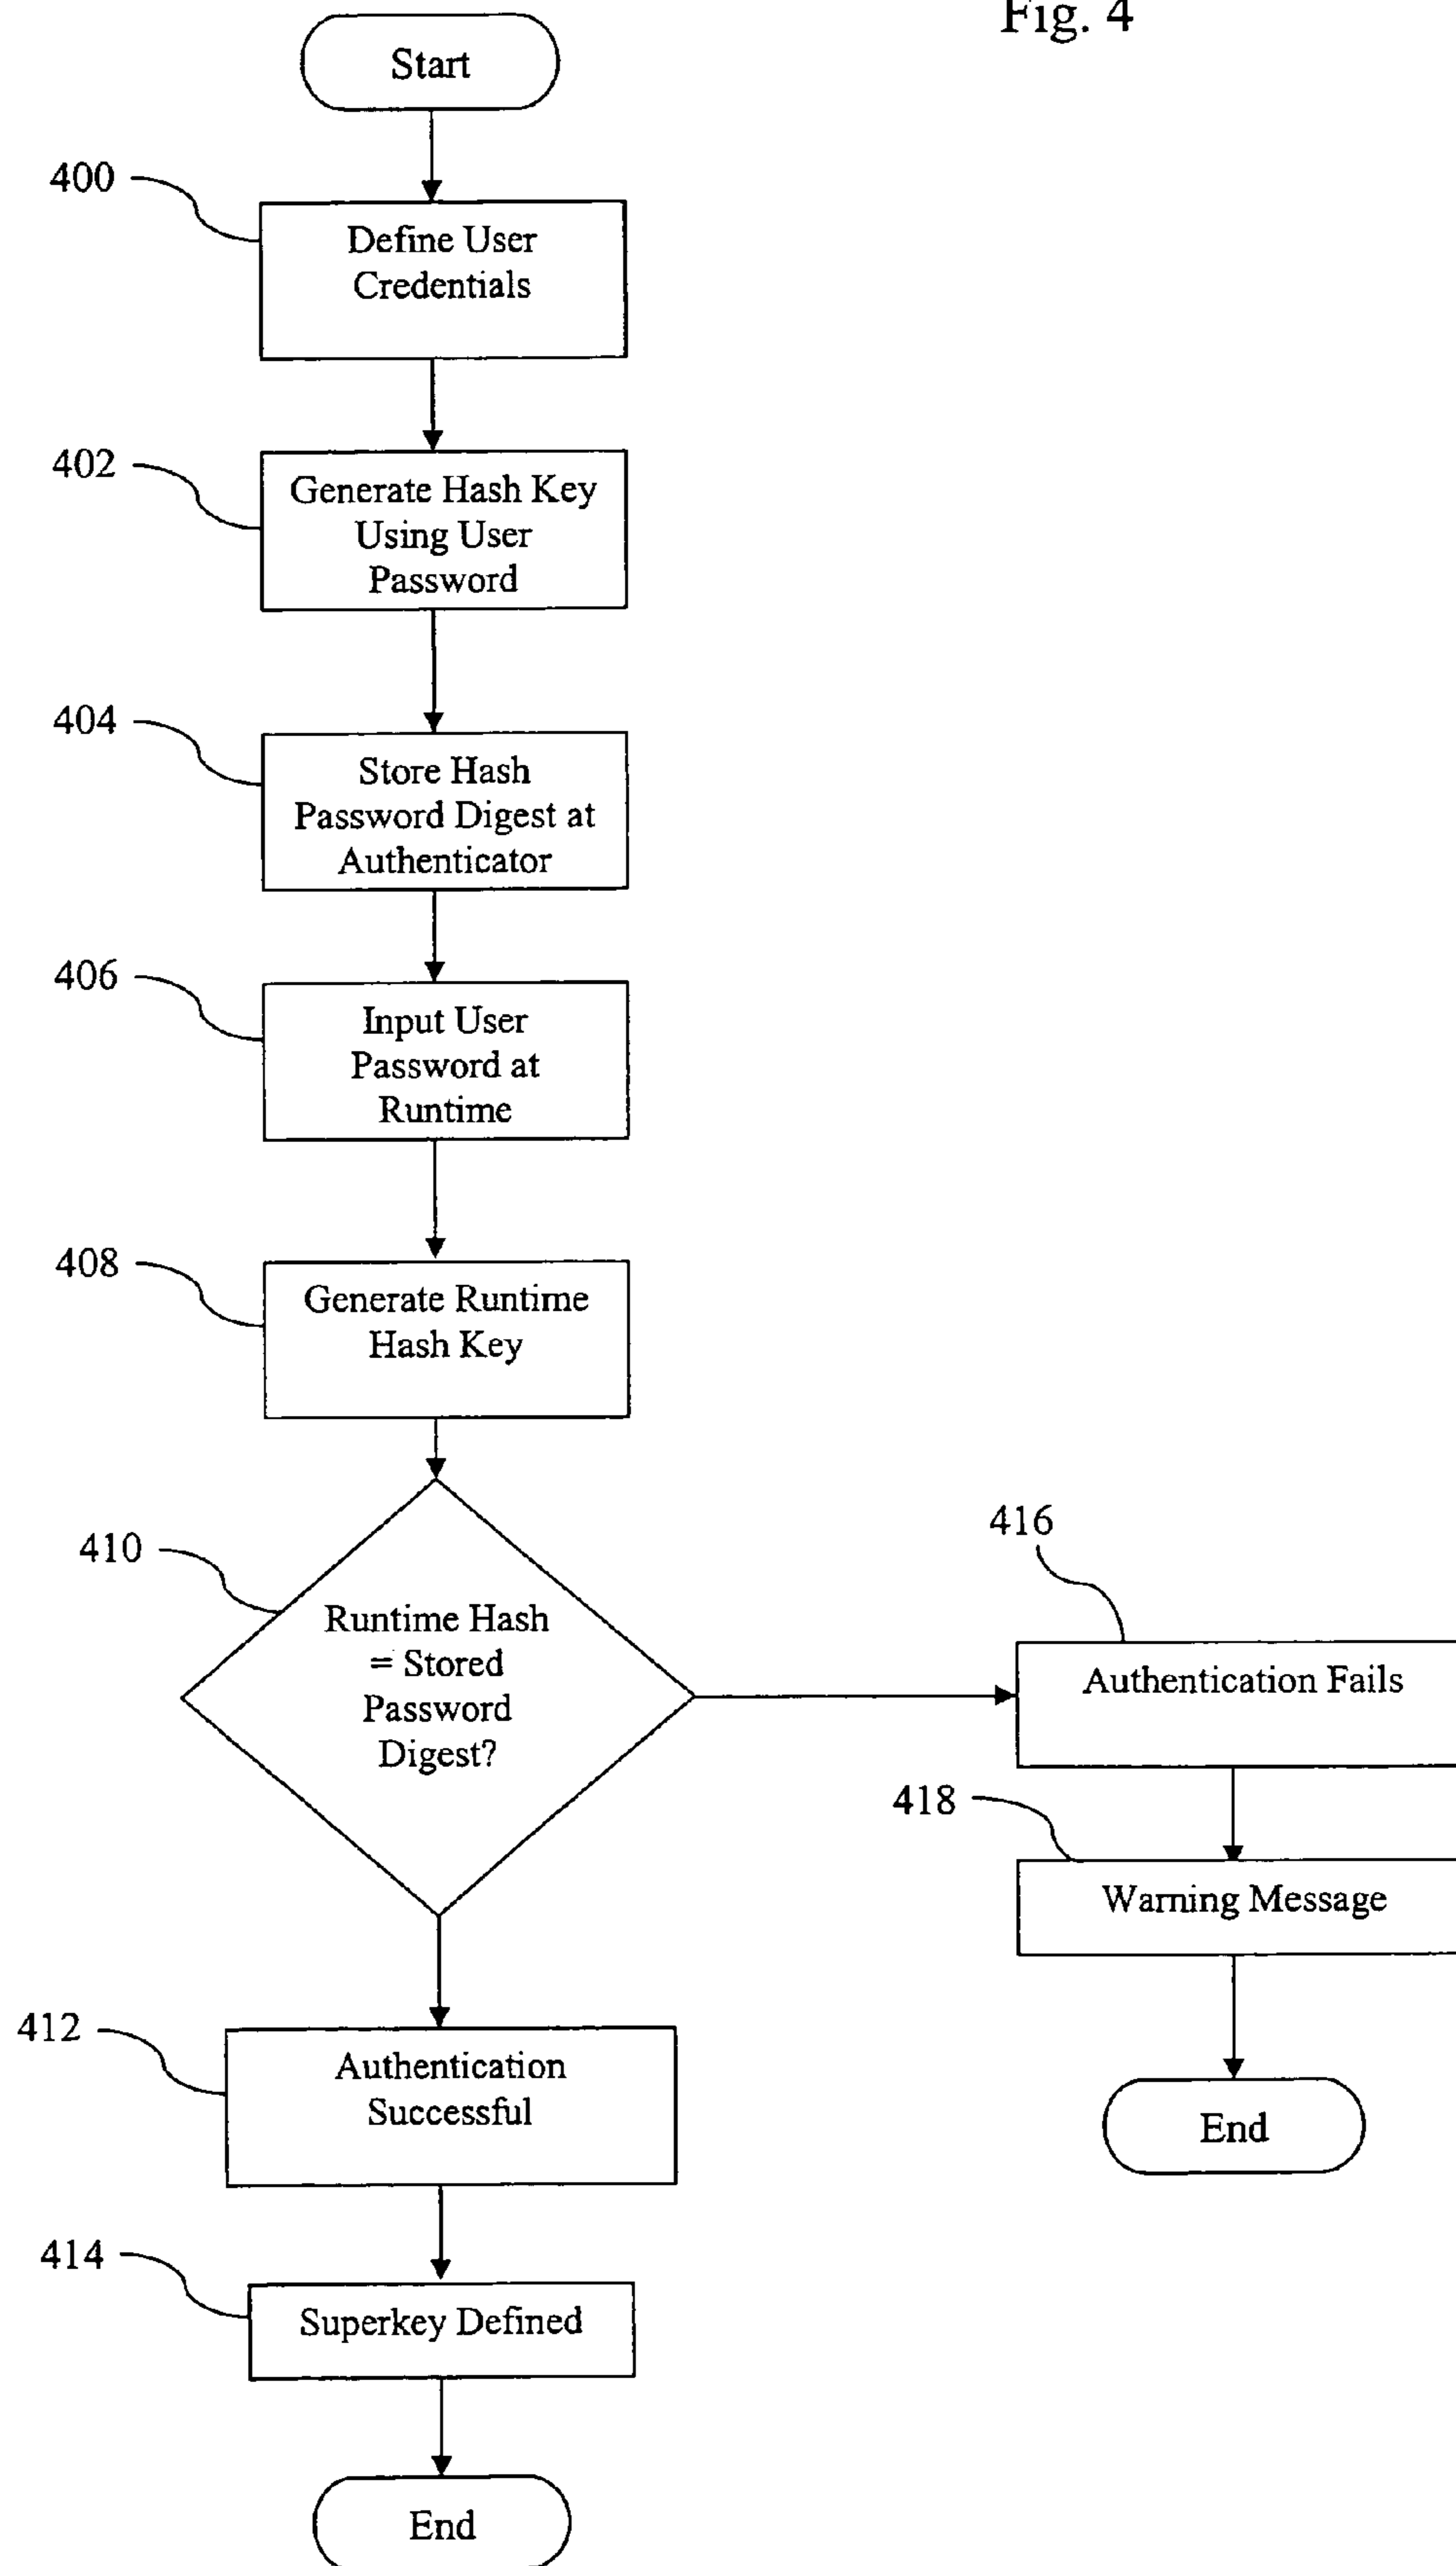 Fig. 4
Start
400
Define User
Credentials
402
Generate Hash Key
Using User
Password
404
Store Hash
Password Digest at
Authenticator
406
Input User
Password at
Runtime
408
Generate Runtime
Hash Key
410
Runtime Hash
= Stored
Password
Digest?
416
Authentication Fails
418
Warning Message
End
412
Authentication
Successful
414
Superkey Defined
End